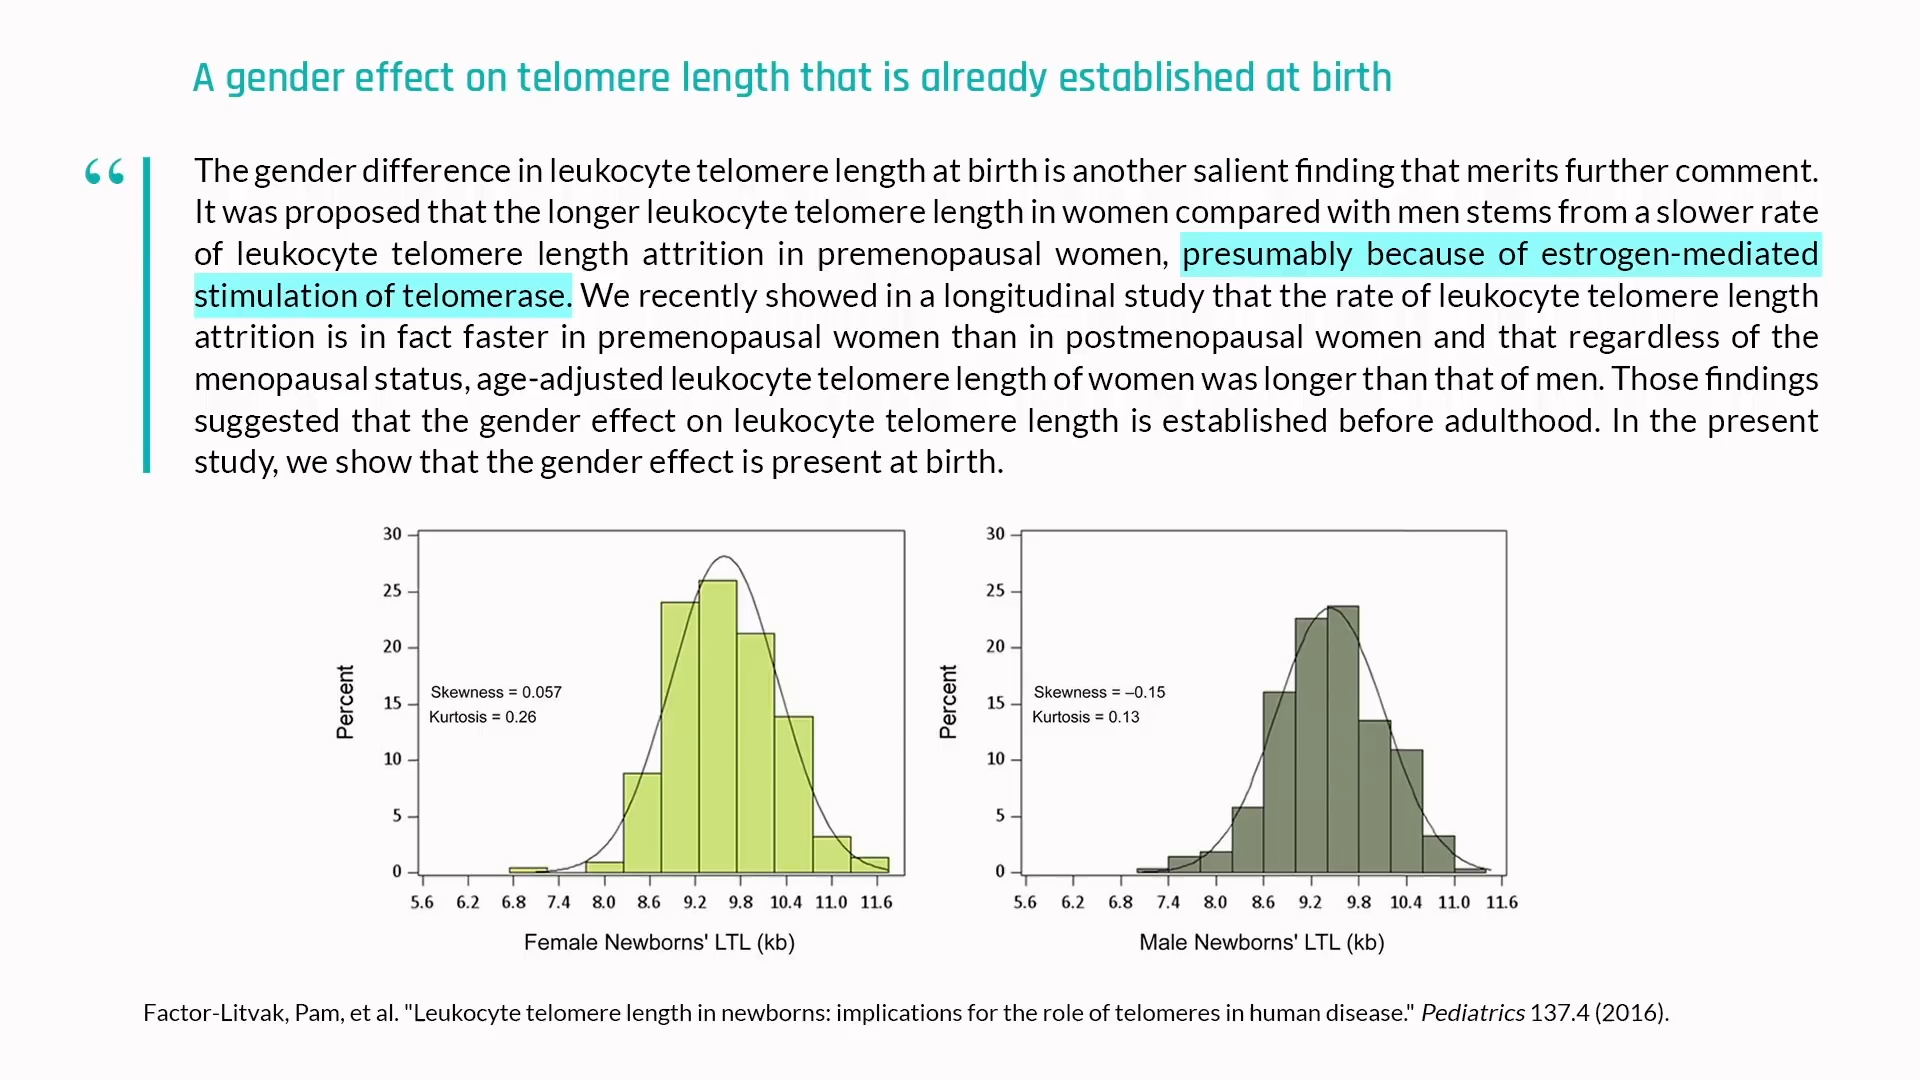 A gender effect on telomere length that is already established at birth
“
The gender difference in leukocyte telomere length at birth is another salient finding that merits further comment.
It was proposed that the longer leukocyte telomere length in women compared with men stems from a slower rate
of leukocyte telomere length attrition in premenopausal women, presumably because of estrogen-mediated
stimulation of telomerase. We recently showed in a longitudinal study that the rate of leukocyte telomere length
attrition is in fact faster in premenopausal women than in postmenopausal women and that regardless of the
menopausal status, age-adjusted leukocyte telomere length of women was longer than that of men. Those findings
suggested that the gender effect on leukocyte telomere length is established before adulthood. In the present
study, we show that the gender effect is present at birth.
Percent
30
25
20
15
10
5
0
Skewness = 0.057
Kurtosis = 0.26
5.6 6.2 6.8 7.4 8.0 8.6 9.2 9.8 10.4 11.0 11.6
Female Newborns' LTL (kb)
Percent
30
25
20
15
10
5
0
Skewness = –0.15
Kurtosis = 0.13
5.6 6.2 6.8 7.4 8.0 8.6 9.2 9.8 10.4 11.0 11.6
Male Newborns' LTL (kb)
Factor-Litvak, Pam, et al. "Leukocyte telomere length in newborns: implications for the role of telomeres in human disease." Pediatrics 137.4 (2016).